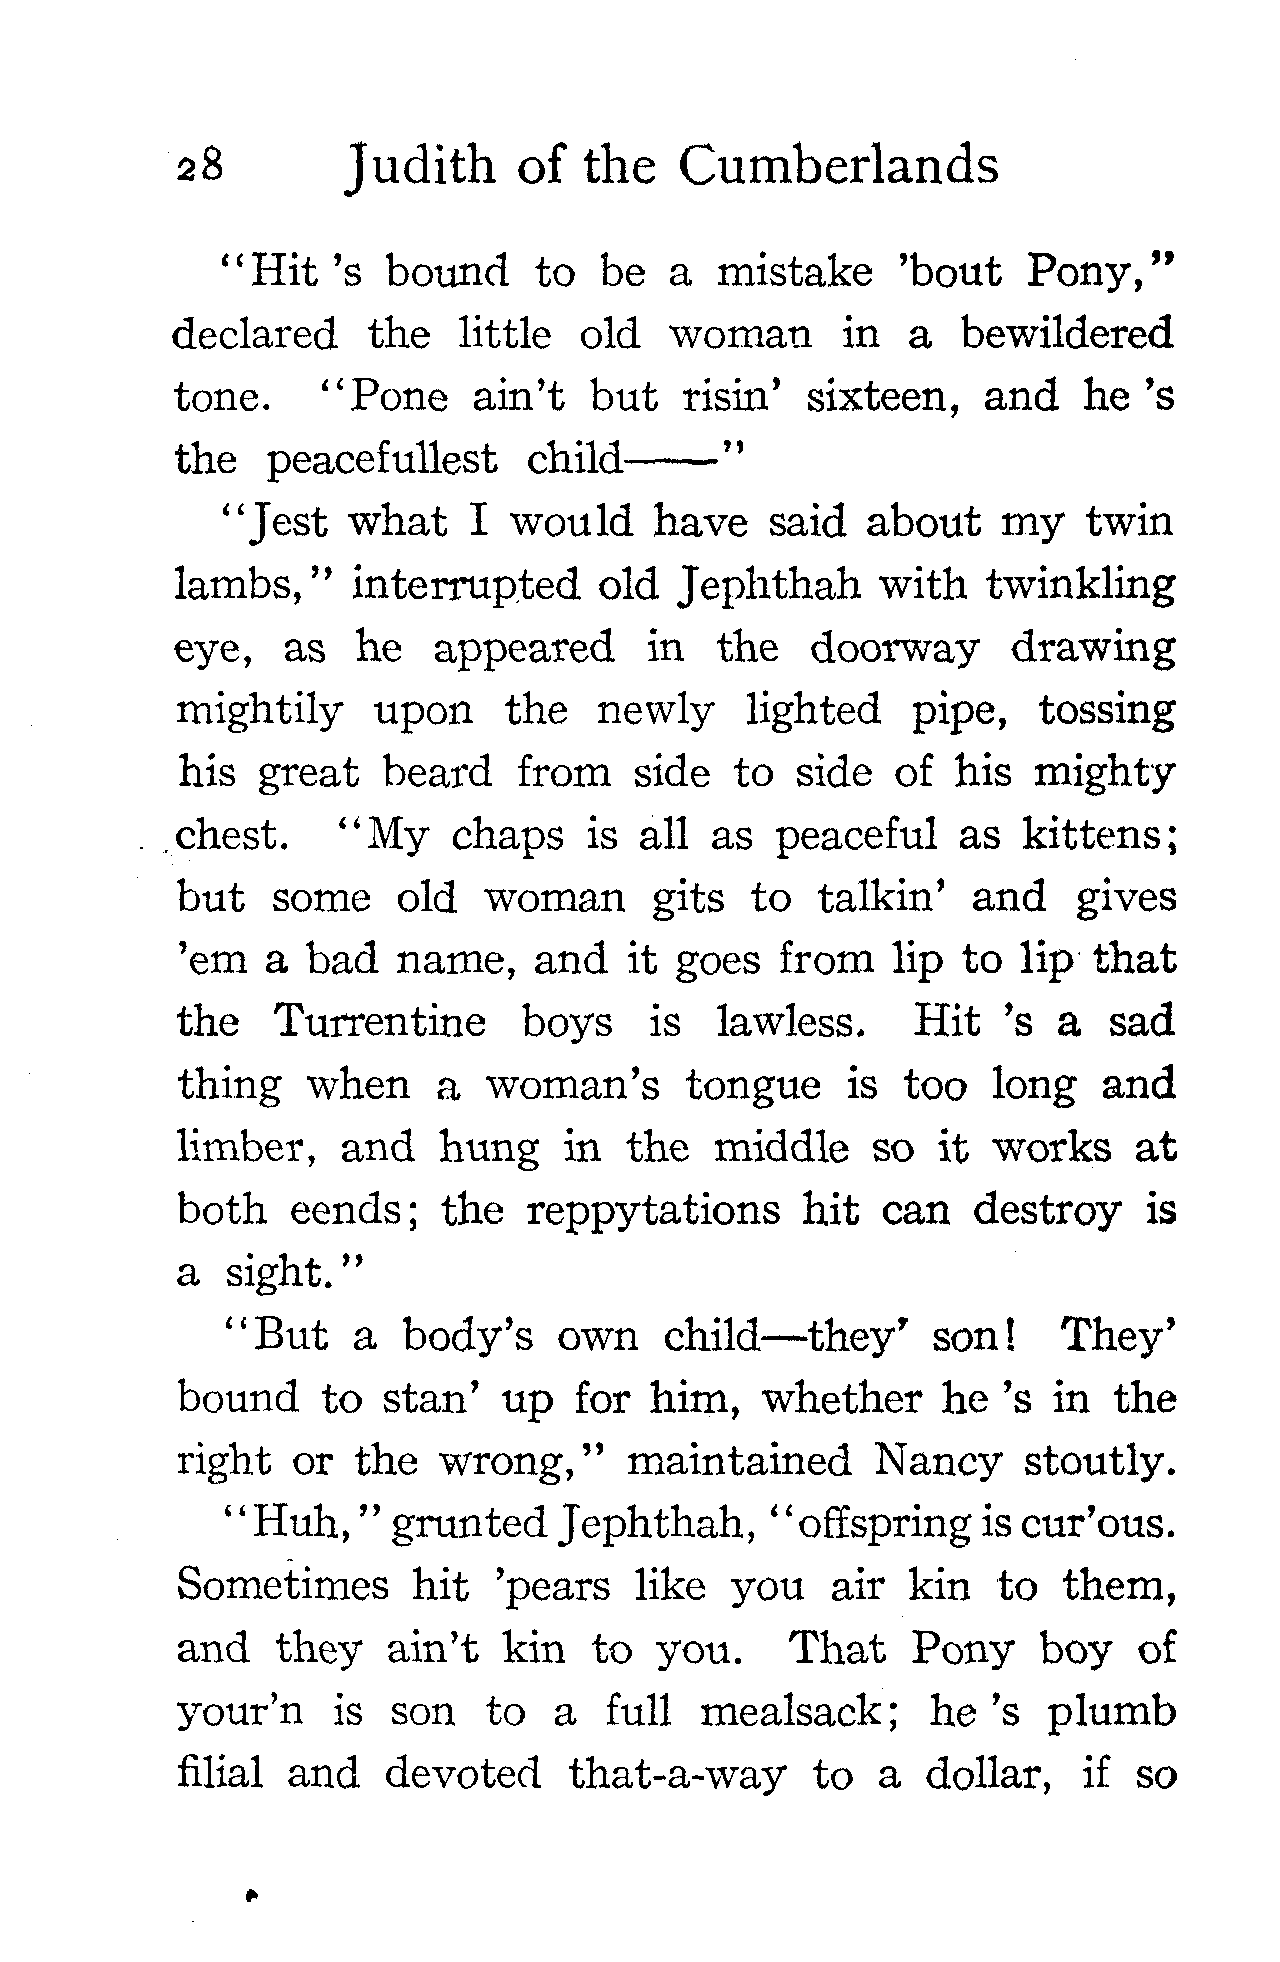 28 Judith of the Cumberlands
"Hit 's bound to be a mistake 'bout Pony,"
declared the little old woman in a bewildered
tone. "Pone ain't but risin' sixteen, and he 's
the peacefullest child——"
"Jest what I would have said about my twin
lambs," interrupted old Jephthah with twinkling
eye, as he appeared in the doorway drawing
mightily upon the newly lighted pipe, tossing
his great beard from side to side of his mighty
chest. "My chaps is all as peaceful as kittens;
but some old woman gits to talkin' and gives
'em a bad name, and it goes from lip to lip that
the Turrentine boys is lawless. Hit 's a sad
thing when a woman's tongue is too long and
limber, and hung in the middle so it works at
both eends; the reppytations hit can destroy is
a sight."
"But a body's own child—they' son! They'
bound to stan' up for him, whether he 's in the
right or the wrong," maintained Nancy stoutly.
"Huh," grunted Jephthah, "offspring is cur'ous.
Sometimes hit 'pears like you air kin to them,
and they ain't kin to you. That Pony boy of
your'n is son to a full mealsack; he 's plumb
filial and devoted that-a-way to a dollar, if so